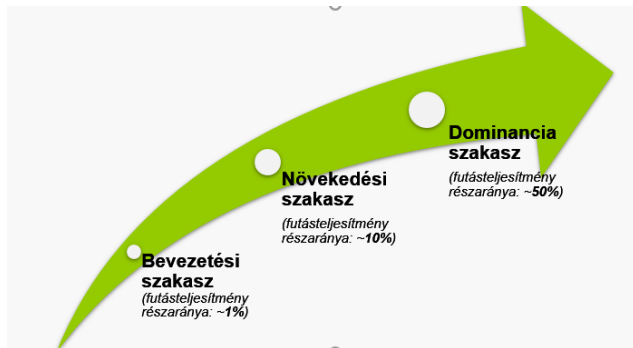 Bevezetési
szakasz
(futásteljesítmény
részaránya: ~1%)
Növekedési
szakasz
(futásteljesítmény
részaránya: ~10%)
Dominancia
szakasz
(futásteljesítmény
részaránya: ~50%)